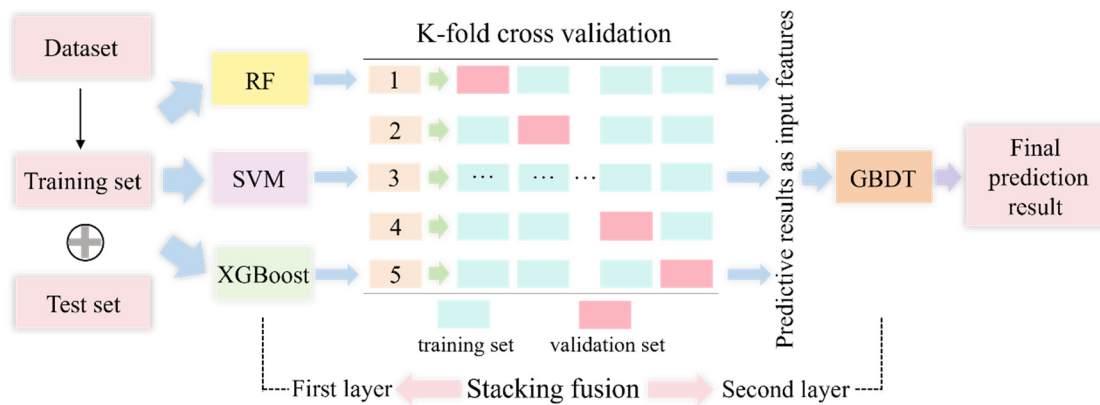 Dataset
Training set
Test set
RF
SVM
XGBoost
K-fold cross validation
1
2
3 ... ... ...
4
5
training set
validation set
Predictive results as input features
GBDT
Final
prediction
result
First layer
Stacking fusion
Second layer